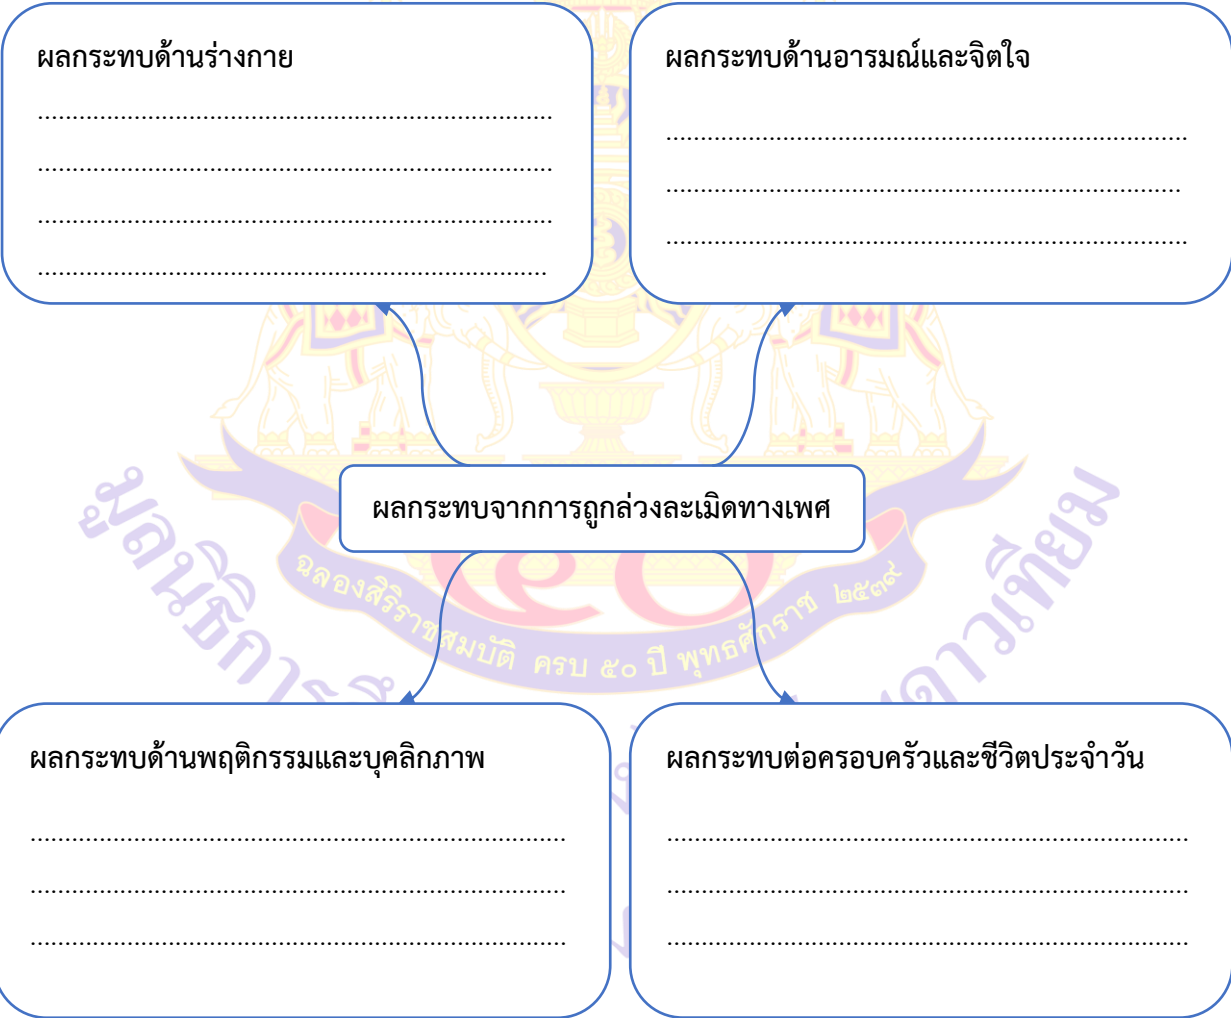 ผลกระทบด้านร่างกาย
..........................................................................
..........................................................................
..........................................................................
..........................................................................
ผลกระทบด้านอารมณ์และจิตใจ
...........................................................................
..........................................................................
...........................................................................
ผลกระทบจากการถูกล่วงละเมิดทางเพศ
ฉลองสิริราชสมบัติ ครบ ๕๐ ปี พุทธศักราช ๒๕๓๙
ผลกระทบด้านพฤติกรรมและบุคลิกภาพ
.............................................................................
.............................................................................
.............................................................................
ผลกระทบต่อครอบครัวและชีวิตประจำวัน
...........................................................................
...........................................................................
...........................................................................